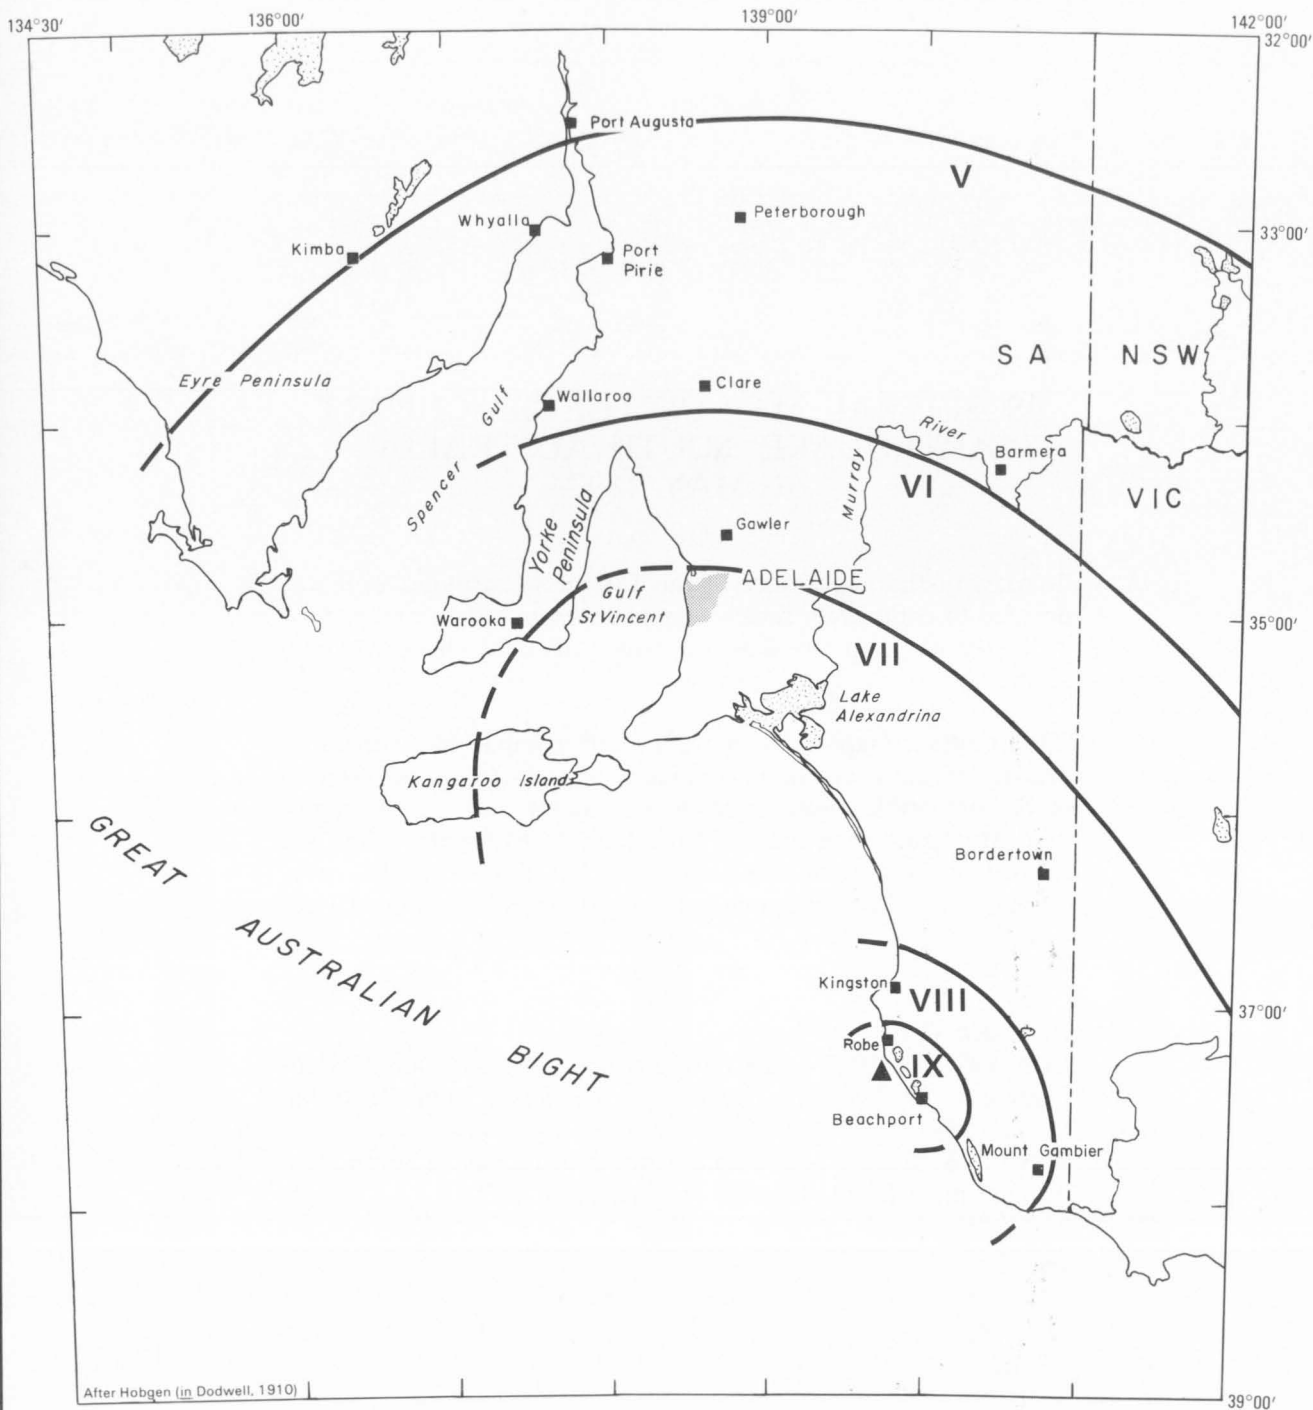 134°30'
136°00'
139°00'
142°00'
32°00'
Port Augusta
V
Peterborough
Whyalla
Kimba
Port
Pirie
33°00'
SA
NSW
Eyre Peninsula
Clare
Wallaroo
Spencer Gulf
River
Barmera
Murray
VI
VIC
Yorke
Peninsula
Gawler
ADELAIDE
Gulf
St Vincent
Warooka
35°00'
VII
Lake
Alexandrina
Kangaroo Island
GREAT
AUSTRALIAN
BIGHT
Bordertown
Kingston
VIII
37°00'
Robe
IX
Beachport
Mount Gambier
After Hobgen (in Dodwell, 1910)
39°00'